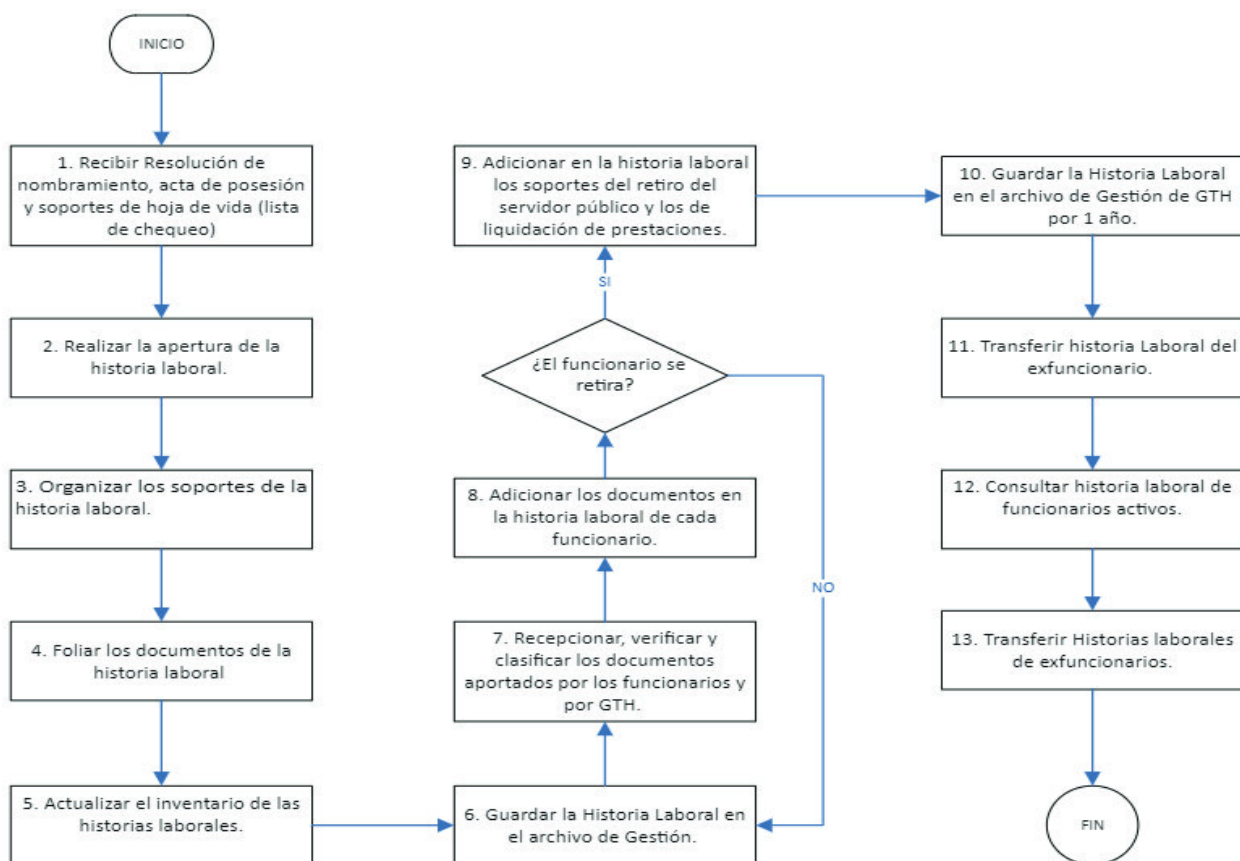 INICIO
1. Recibir Resolución de
nombramiento, acta de posesión
y soportes de hoja de vida (lista
de chequeo)
2. Realizar la apertura de la
historia laboral.
3. Organizar los soportes de la
historia laboral.
4. Foliar los documentos de la
historia laboral
5. Actualizar el inventario de las
historias laborales.
6. Guardar la Historia Laboral en
el archivo de Gestión.
7. Recepcionar, verificar y
clasificar los documentos
aportados por los funcionarios y
por GTH.
8. Adicionar los documentos en
la historia laboral de cada
funcionario.
¿El funcionario se
retira?
SI
NO
9. Adicionar en la historia laboral
los soportes del retiro del
servidor público y los de
liquidación de prestaciones.
10. Guardar la Historia Laboral
en el archivo de Gestión de GTH
por 1 año.
11. Transferir historia Laboral del
exfuncionario.
12. Consultar historia laboral de
funcionarios activos.
13. Transferir Historias laborales
de exfuncionarios.
FIN